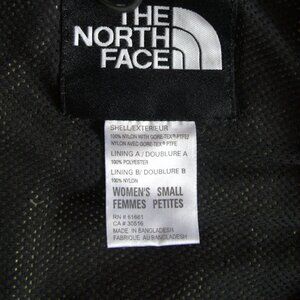 THE
NORTH
FACE
SHELL/EXTERIEUR
100% NYLON WITH GORE-TEX® PTFE
NYLON AVEC GORE-TEX® PTFE
LINING A / DOUBLURE A
100% POLYESTER
LINING B/ DOUBLURE B
100% NYLON
WOMEN'S SMALL
FEMMES PETITES
RN # 61661
CA # 30516
MADE IN BANGLADESH
FABRIQUE AU BANGLADESH